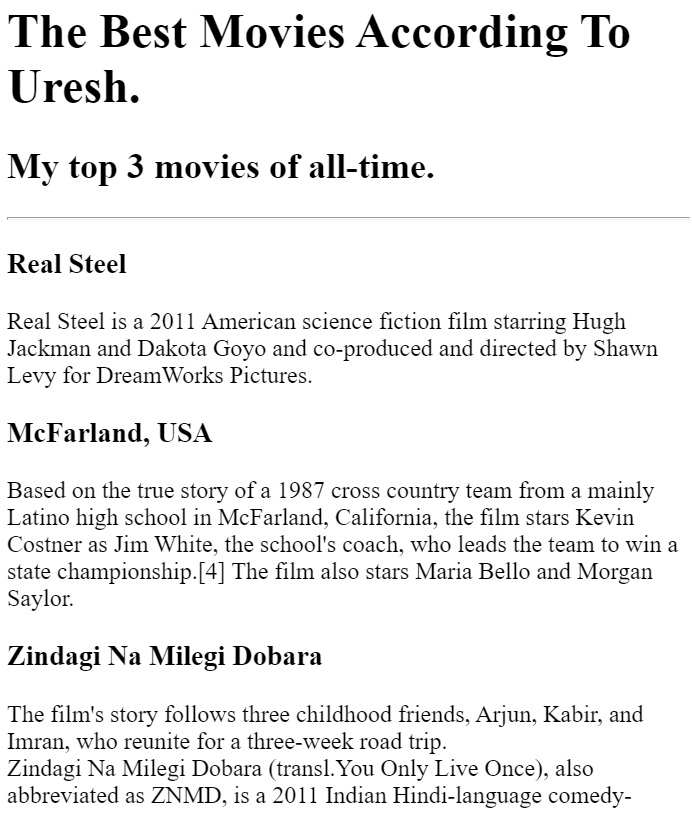 The Best Movies According To
Uresh.
My top 3 movies of all-time.
Real Steel
Real Steel is a 2011 American science fiction film starring Hugh
Jackman and Dakota Goyo and co-produced and directed by Shawn
Levy for DreamWorks Pictures.
McFarland, USA
Based on the true story of a 1987 cross country team from a mainly
Latino high school in McFarland, California, the film stars Kevin
Costner as Jim White, the school's coach, who leads the team to win a
state championship.[4] The film also stars Maria Bello and Morgan
Saylor.
Zindagi Na Milegi Dobara
The film's story follows three childhood friends, Arjun, Kabir, and
Imran, who reunite for a three-week road trip.
Zindagi Na Milegi Dobara (transl.You Only Live Once), also
abbreviated as ZNMD, is a 2011 Indian Hindi-language comedy-